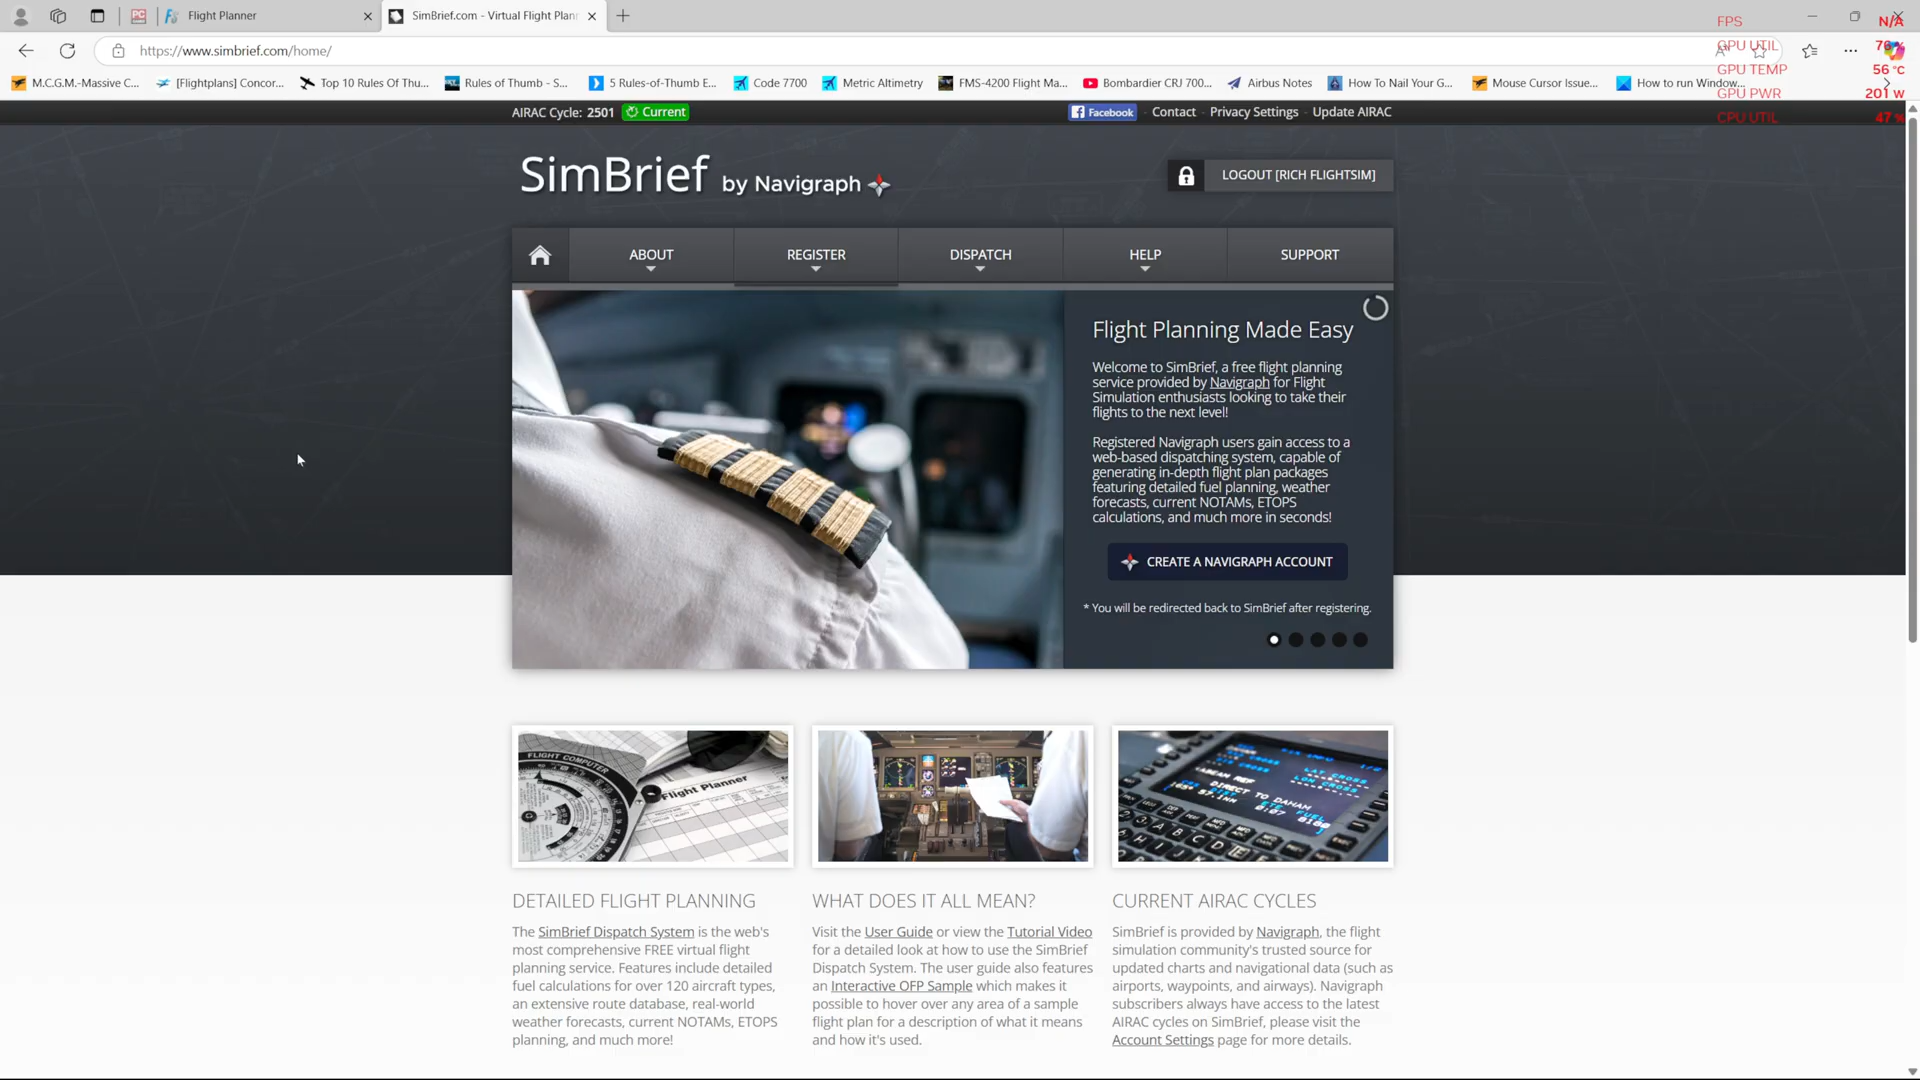 Flight Planner
SimBrief.com - Virtual Flight Plan
https://www.simbrief.com/home/
M.C.G.M.-Massive C...
[Flightplans] Concor...
Top 10 Rules Of Thu...
Rules of Thumb - S...
5 Rules-of-Thumb E...
Code 7700
Metric Altimetry
FMS-4200 Flight Ma...
Bombardier CRJ 700...
Airbus Notes
How To Nail Your G...
Mouse Cursor Issue...
How to run Window...
FPS N/A
GPU UTIL 76 %
GPU TEMP 56 °C
GPU PWR 201 W
CPU UTIL 47 %
AIRAC Cycle: 2501 Current
Facebook - Contact - Privacy Settings - Update AIRAC
SimBrief by Navigraph
LOGOUT [RICH FLIGHTSIM]
ABOUT
REGISTER
DISPATCH
HELP
SUPPORT
Flight Planning Made Easy
Welcome to SimBrief, a free flight planning
service provided by Navigraph for Flight
Simulation enthusiasts looking to take their
flights to the next level!
Registered Navigraph users gain access to a
web-based dispatching system, capable of
generating in-depth flight plan packages
featuring detailed fuel planning, weather
forecasts, current NOTAMs, ETOPS
calculations, and much more in seconds!
CREATE A NAVIGRAPH ACCOUNT
* You will be redirected back to SimBrief after registering.
FLIGHT COMPUTER
Flight Planner
DIRECT TO DAHAM
DETAILED FLIGHT PLANNING
The SimBrief Dispatch System is the web's
most comprehensive FREE virtual flight
planning service. Features include detailed
fuel calculations for over 120 aircraft types,
an extensive route database, real-world
weather forecasts, current NOTAMs, ETOPS
planning, and much more!
WHAT DOES IT ALL MEAN?
Visit the User Guide or view the Tutorial Video
for a detailed look at how to use the SimBrief
Dispatch System. The user guide also features
an Interactive OFP Sample which makes it
possible to hover over any area of a sample
flight plan for a description of what it means
and how it's used.
CURRENT AIRAC CYCLES
SimBrief is provided by Navigraph, the flight
simulation community's trusted source for
updated charts and navigational data (such as
airports, waypoints, and airways). Navigraph
subscribers always have access to the latest
AIRAC cycles on SimBrief, please visit the
Account Settings page for more details.